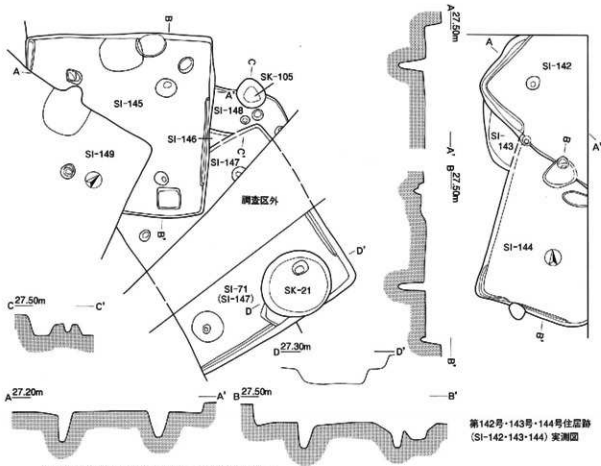 B
A
SI-145
C
A'
SK-105
SI-148
SI-146
C'
SI-147
SI-149
B'
調査区外
D'
SI-71
(SI-147)
SK-21
D
C 27.50m C'
D 27.30m D'
A 27.20m A'
B 27.50m B'
A 27.50m
A'
B 27.50m
B'
A
SI-142
A'
SI-143
B
SI-144
B'
第142号・143号・144号住居跡
(SI-142・143・144) 実測図